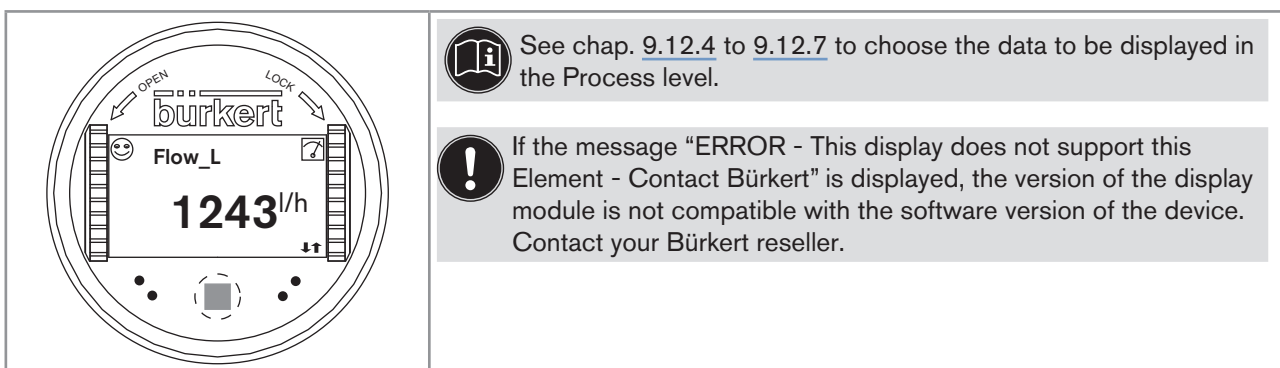 OPEN
LOCK
bürkert
Flow_L
1243 l/h
See chap. 9.12.4 to 9.12.7 to choose the data to be displayed in
the Process level.
If the message “ERROR - This display does not support this
Element - Contact Bürkert” is displayed, the version of the display
module is not compatible with the software version of the device.
Contact your Bürkert reseller.